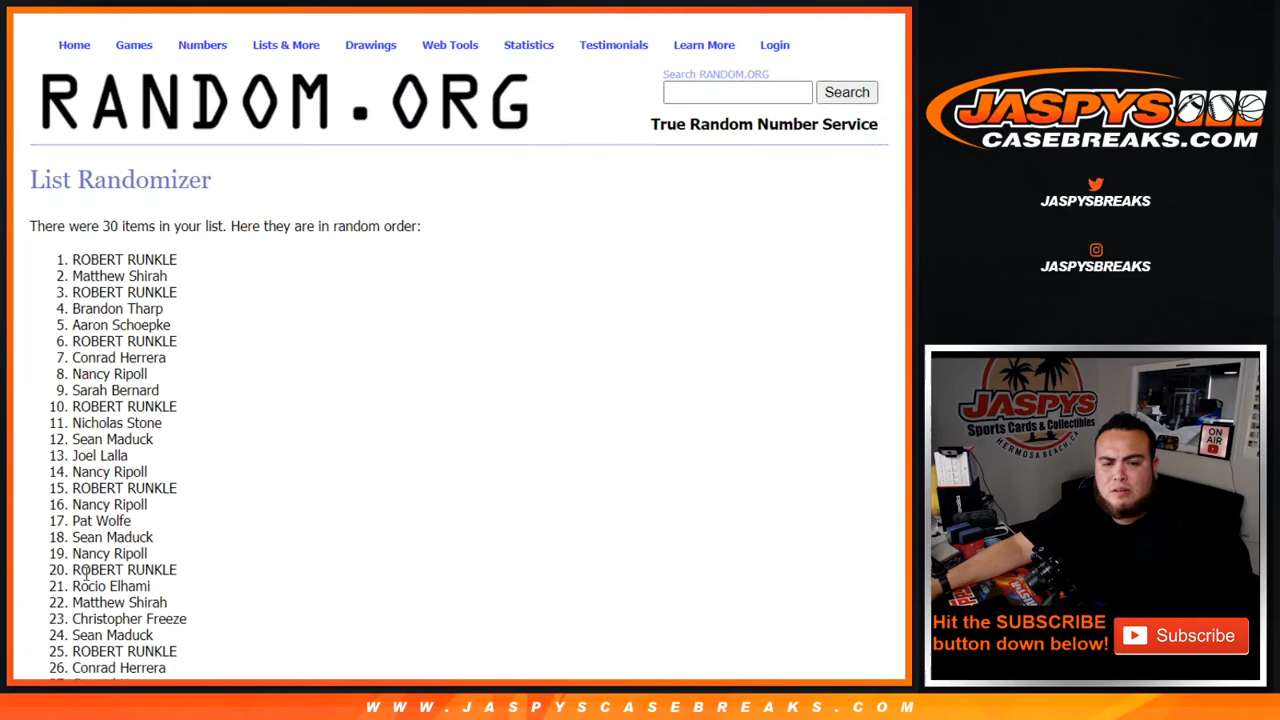 Home Games Numbers Lists & More Drawings Web Tools Statistics Testimonials Learn More Login
RANDOM.ORG
Search RANDOM.ORG
Search
True Random Number Service
List Randomizer
There were 30 items in your list. Here they are in random order:
1. ROBERT RUNKLE
2. Matthew Shirah
3. ROBERT RUNKLE
4. Brandon Tharp
5. Aaron Schoepke
6. ROBERT RUNKLE
7. Conrad Herrera
8. Nancy Ripoll
9. Sarah Bernard
10. ROBERT RUNKLE
11. Nicholas Stone
12. Sean Maduck
13. Joel Lalla
14. Nancy Ripoll
15. ROBERT RUNKLE
16. Nancy Ripoll
17. Pat Wolfe
18. Sean Maduck
19. Nancy Ripoll
20. ROBERT RUNKLE
21. Rocio Elhami
22. Matthew Shirah
23. Christopher Freeze
24. Sean Maduck
25. ROBERT RUNKLE
26. Conrad Herrera
JASPYS
CASEBREAKS.COM
JASPYSBREAKS
JASPYSBREAKS
JASPYS
Sports Cards & Collectibles
HERMOSA BEACH, CA
ON
AIR
Hit the SUBSCRIBE
button down below!
Subscribe
WWW.JASPYSCASEBREAKS.COM